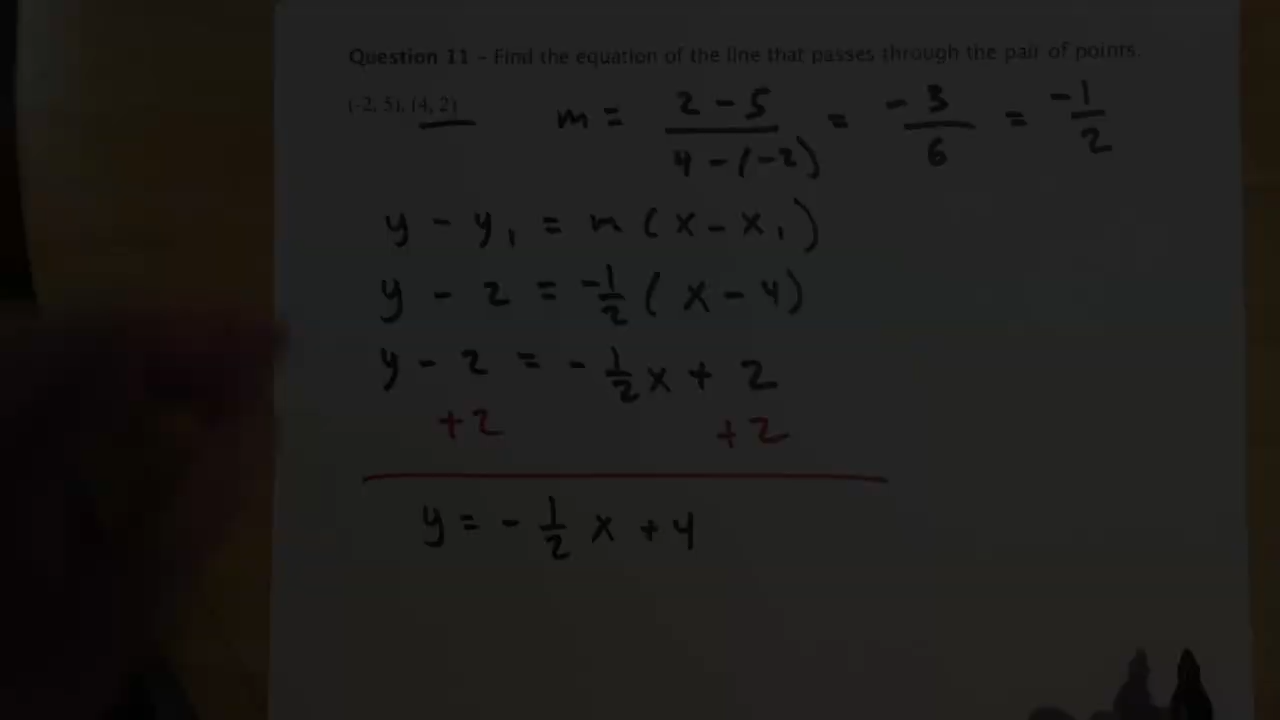 Question 11 – Find the equation of the line that passes through the pair of points.
(-2, 5), (4, 2) m = 2 - 5 / 4 - (-2) = -3 / 6 = -1 / 2
y - y₁ = m (x - x₁)
y - 2 = -1/2 (x - 4)
y - 2 = - 1/2 x + 2
+2 +2
y = - 1/2 x + 4